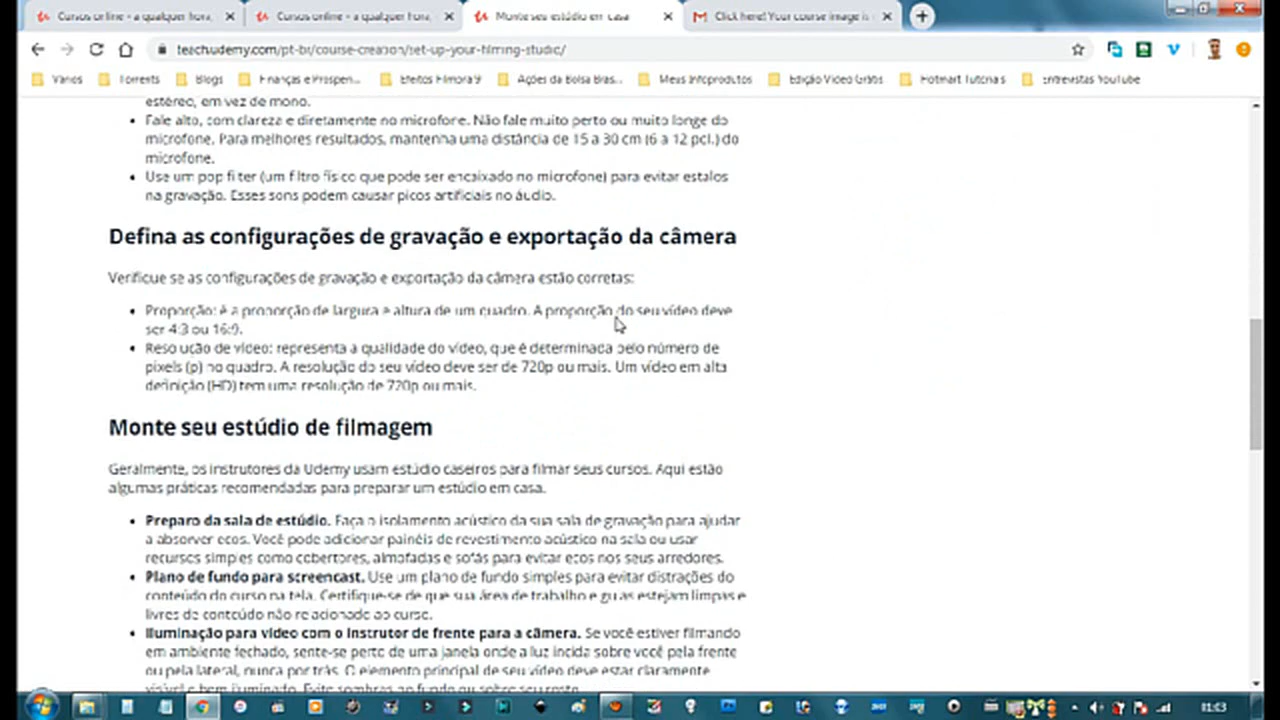 Cursos online - a qualquer hora,
Cursos online - a qualquer hora,
Monte seu estúdio em casa
Click here! Your course image is
teach.udemy.com/pt-br/course-creation/set-up-your-filming-studio/
Vários
Torrents
Blogs
Finanças e Prosperi...
Efeitos Filmora 9
Ações da Bolsa Bras...
Meus Infoprodutos
Edição Vídeo Grátis
Hotmart Tutoriais
Entrevistas YouTube
estéreo, em vez de mono.
Fale alto, com clareza e diretamente no microfone. Não fale muito perto ou muito longe do
microfone. Para melhores resultados, mantenha uma distância de 15 a 30 cm (6 a 12 pol.) do
microfone.
Use um pop filter (um filtro físico que pode ser encaixado no microfone) para evitar estalos
na gravação. Esses sons podem causar picos artificiais no áudio.
Defina as configurações de gravação e exportação da câmera
Verifique se as configurações de gravação e exportação da câmera estão corretas:
Proporção: é a proporção de largura e altura de um quadro. A proporção do seu vídeo deve
ser 4:3 ou 16:9.
Resolução de vídeo: representa a qualidade do vídeo, que é determinada pelo número de
pixels (p) no quadro. A resolução do seu vídeo deve ser de 720p ou mais. Um vídeo em alta
definição (HD) tem uma resolução de 720p ou mais.
Monte seu estúdio de filmagem
Geralmente, os instrutores da Udemy usam estúdio caseiros para filmar seus cursos. Aqui estão
algumas práticas recomendadas para preparar um estúdio em casa.
Preparo da sala de estúdio. Faça o isolamento acústico da sua sala de gravação para ajudar
a absorver ecos. Você pode adicionar painéis de revestimento acústico na sala ou usar
recursos simples como cobertores, almofadas e sofás para evitar ecos nos seus arredores.
Plano de fundo para screencast. Use um plano de fundo simples para evitar distrações do
conteúdo do curso na tela. Certifique-se de que sua área de trabalho e guias estejam limpas e
livres de conteúdo não relacionado ao curso.
Iluminação para vídeo com o instrutor de frente para a câmera. Se você estiver filmando
em ambiente fechado, sente-se perto de uma janela onde a luz incida sobre você pela frente
ou pela lateral, nunca por trás. O elemento principal de seu vídeo deve estar claramente
visível e bem iluminado. Evite sombras ao fundo ou sobre seu rosto.
01:03